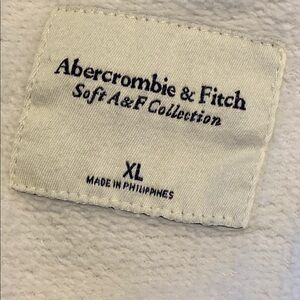 Abercrombie & Fitch
Soft A&F Collection
XL
MADE IN PHILIPPINES